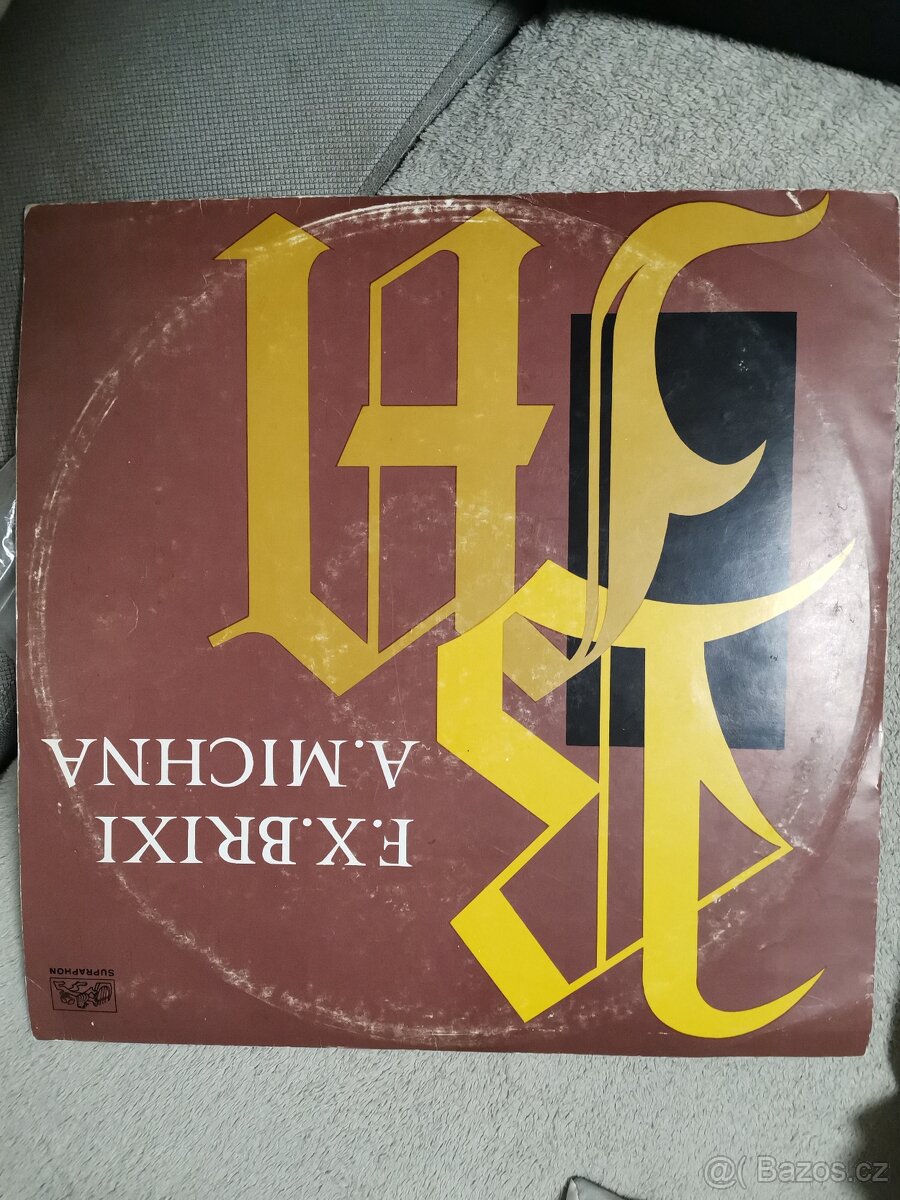 F.X.BRIXI
A.MICHNA
SUPRAPHON
@( Bazos.cz